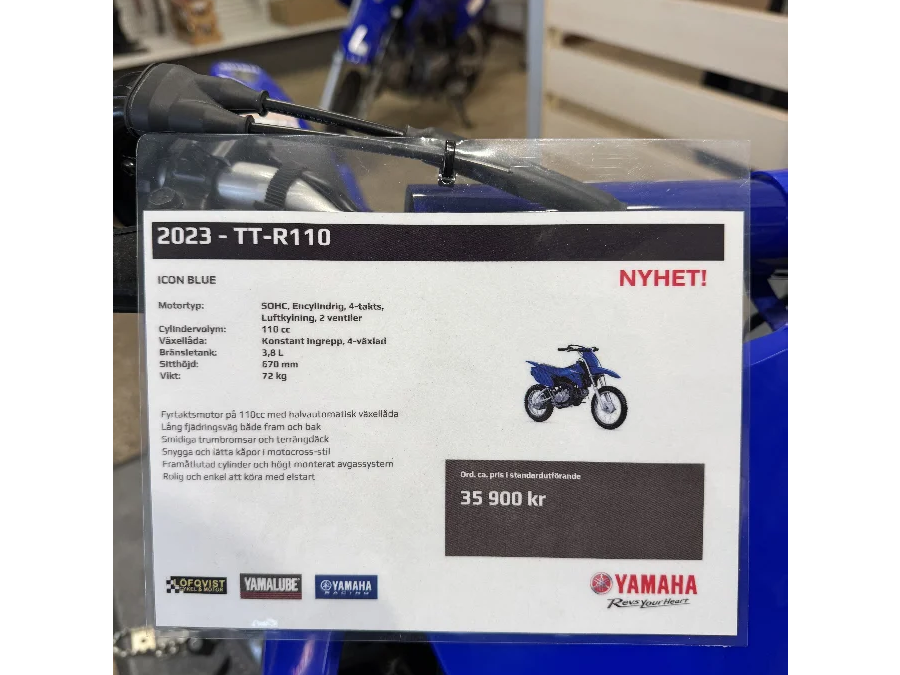 2023 - TT-R110
ICON BLUE
NYHET!
Motortyp: SOHC, Encylindrig, 4-takts,
Luftkylning, 2 ventiler
Cylindervolym: 110 cc
Växellåda: Konstant ingrepp, 4-växlad
Bränsletank: 3,8 L
Sitthöjd: 670 mm
Vikt: 72 kg
Fyrtaktsmotor på 110cc med halvautomatisk växellåda
Lång fjädringsväg både fram och bak
Smidiga trumbromsar och terrängdäck
Snygga och lätta kåpor i motocross-stil
Framåtlutad cylinder och högt monterat avgassystem
Rolig och enkel att köra med elstart
Ord. ca. pris i standardutförande
35 900 kr
LÖFQVIST
CYKEL & MOTOR
YAMALUBE
YAMAHA
RACING
YAMAHA
Revs Your Heart